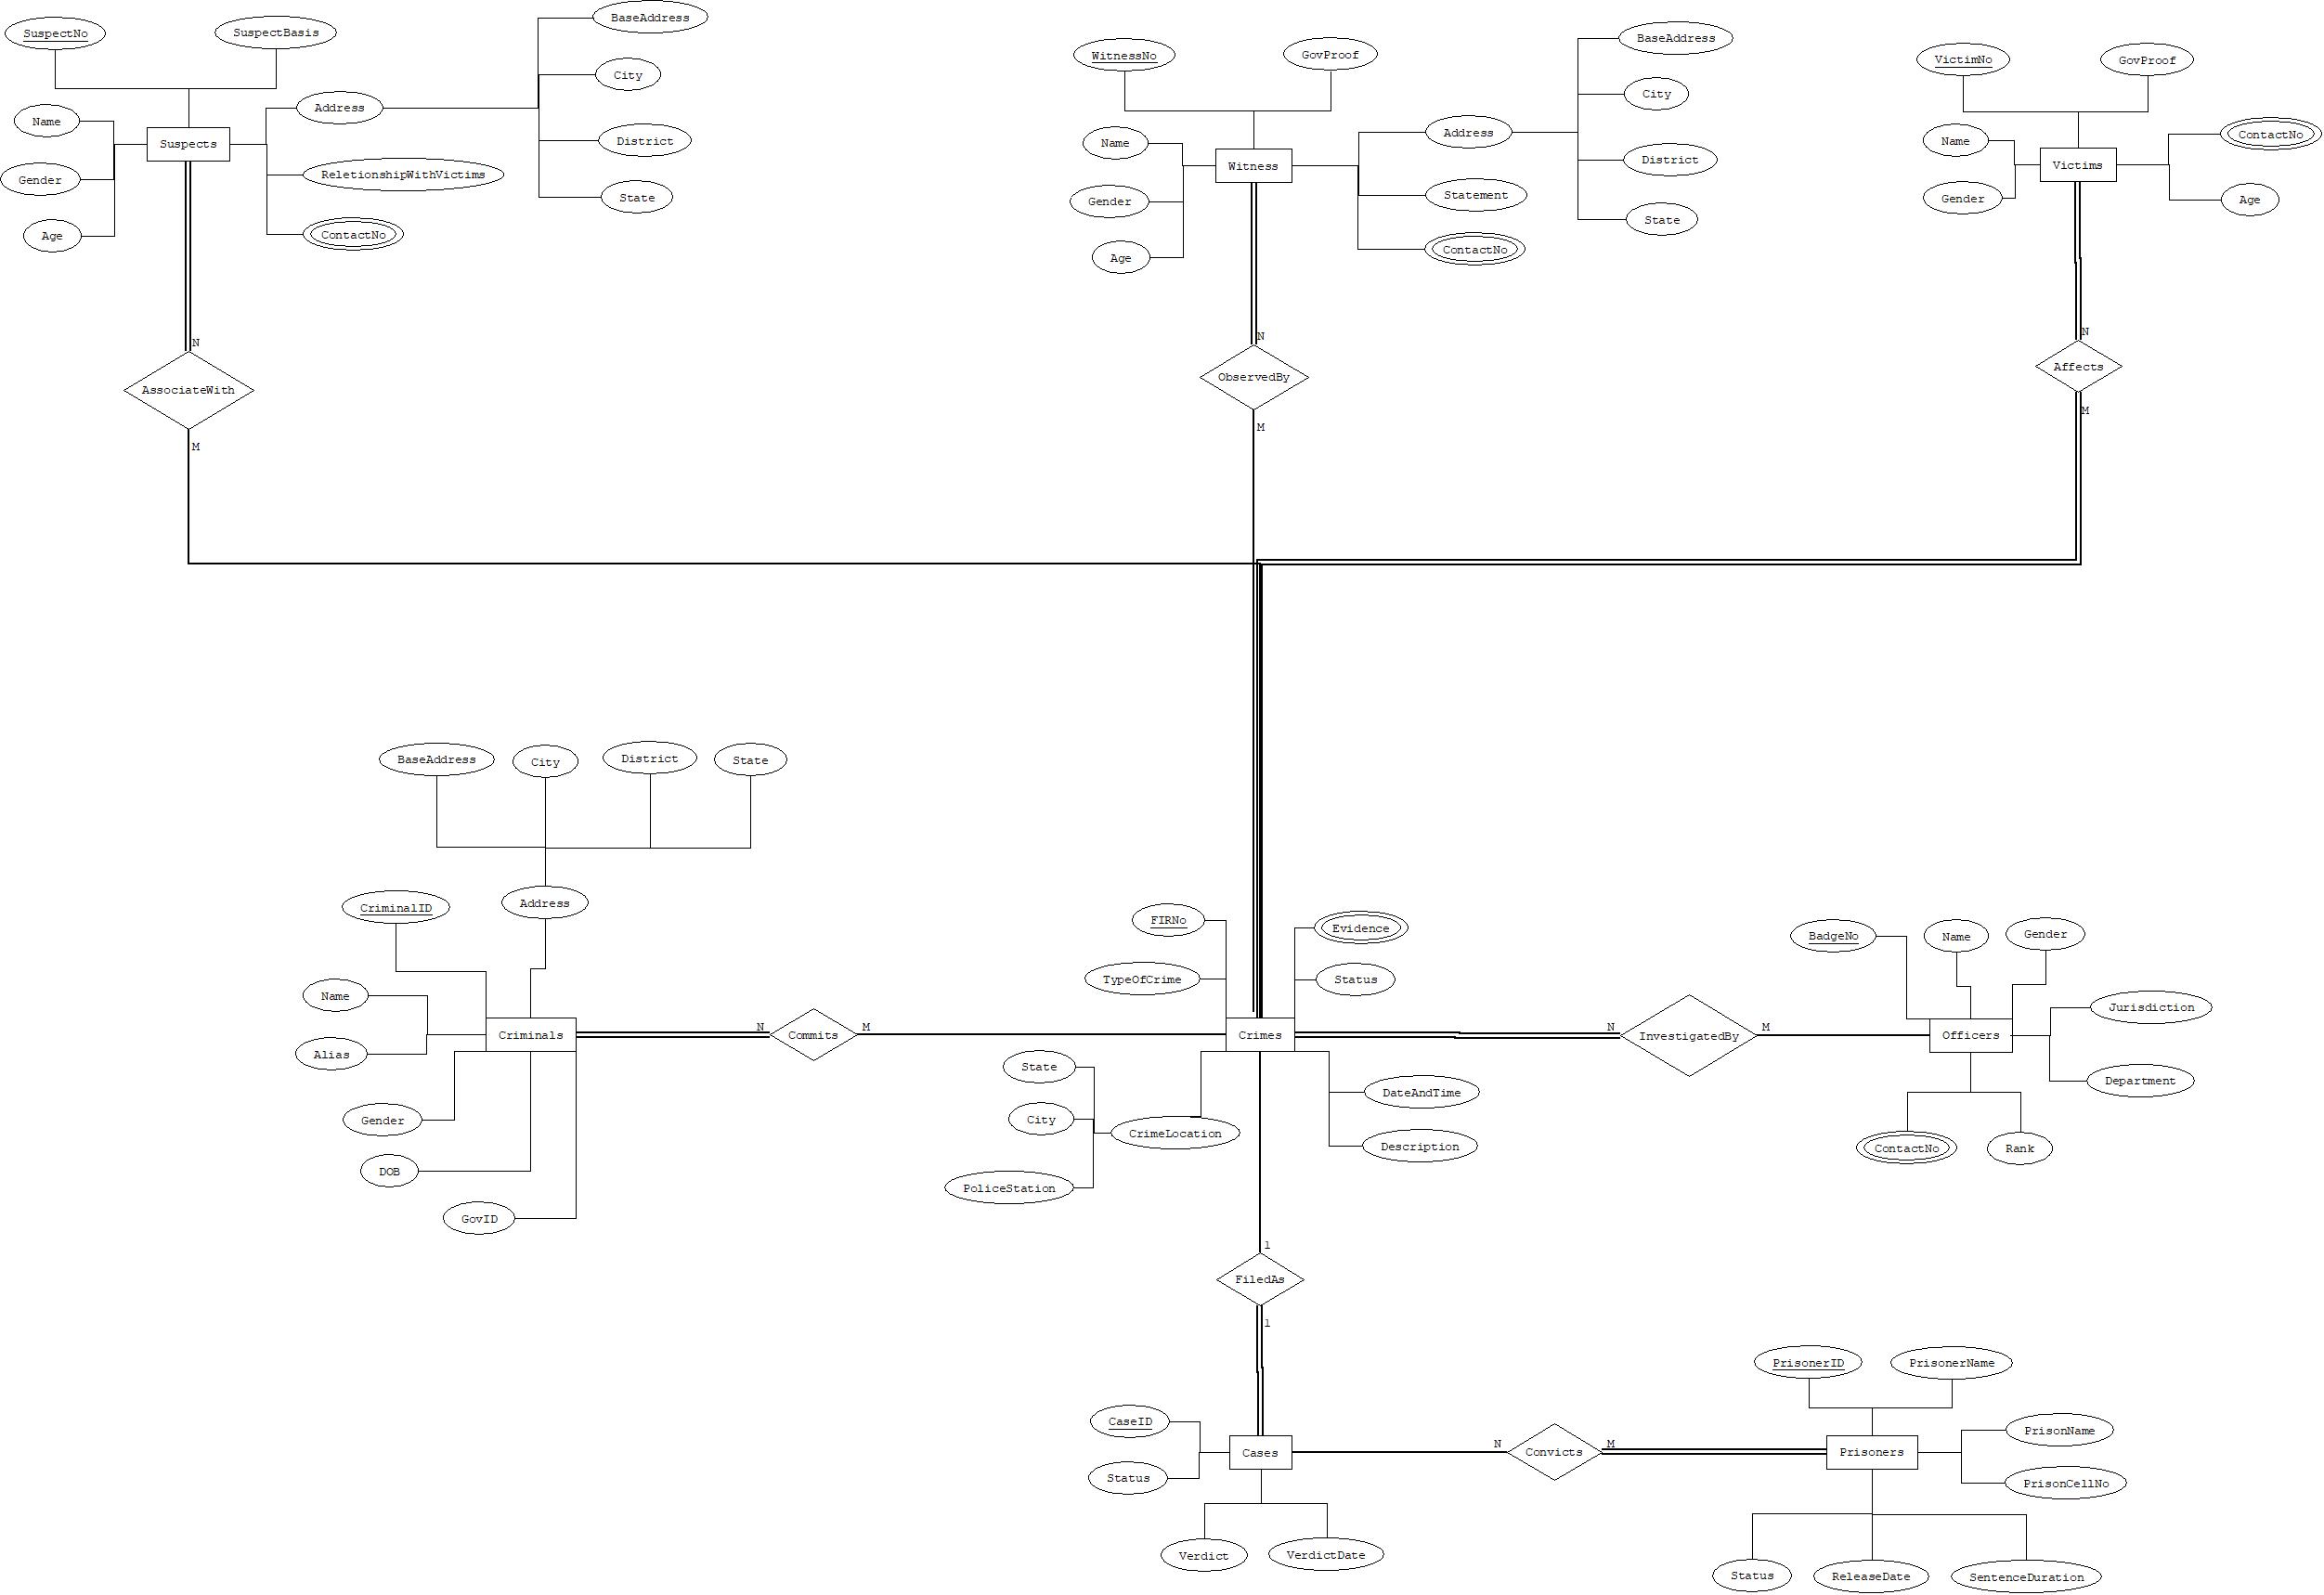 SuspectNo
SuspectBasis
BaseAddress
City
Address
Name
Suspects
District
Gender
ReletionshipWithVictims
State
Age
ContactNo
N
AssociateWith
M
WitnessNo
GovProof
BaseAddress
City
Address
Name
Witness
District
Gender
Statement
State
Age
ContactNo
N
ObservedBy
M
VictimNo
GovProof
ContactNo
Name
Victims
Gender
Age
N
Affects
M
BaseAddress
City
District
State
CriminalID
Address
Name
Criminals
Alias
Gender
DOB
GovID
N
Commits
M
FIRNo
Evidence
TypeOfCrime
Status
Crimes
State
City
CrimeLocation
PoliceStation
DateAndTime
Description
N
InvestigatedBy
M
BadgeNo
Name
Gender
Jurisdiction
Officers
Department
ContactNo
Rank
1
FiledAs
1
CaseID
Cases
Status
Verdict
VerdictDate
N
Convicts
M
PrisonerID
PrisonerName
PrisonName
Prisoners
PrisonCellNo
Status
ReleaseDate
SentenceDuration